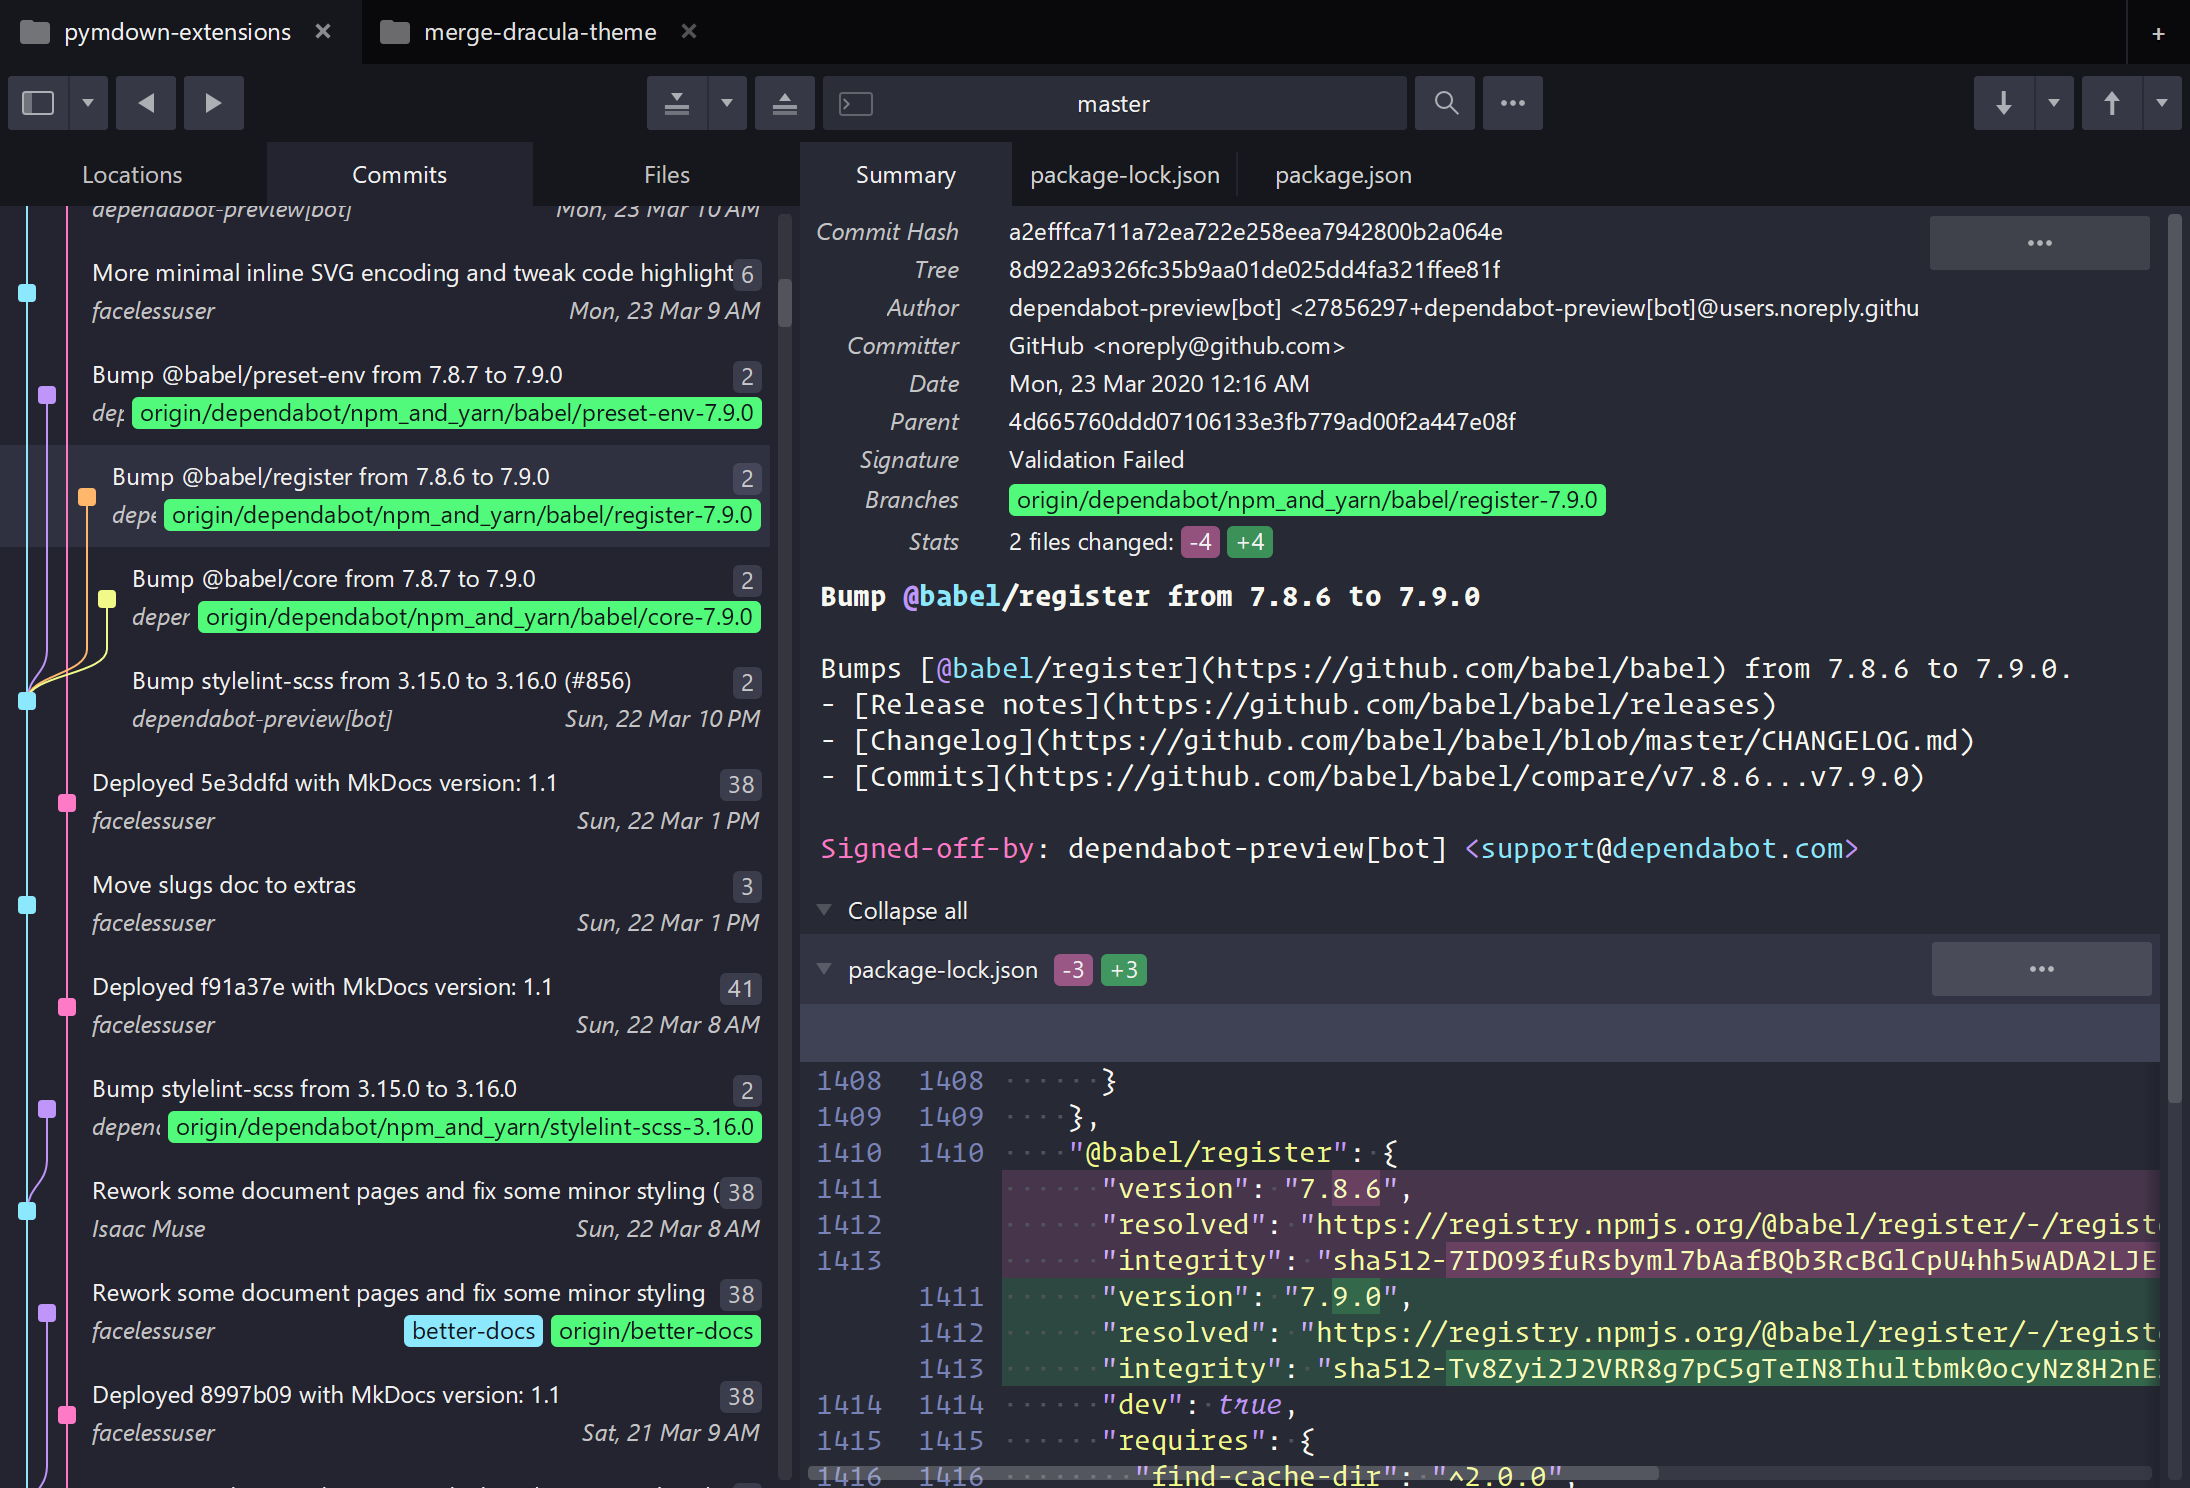 pymdown-extensions
merge-dracula-theme
master
Locations
Commits
Files
dependabot-preview[bot] Mon, 23 Mar 10 AM
More minimal inline SVG encoding and tweak code highlight 6
facelessuser Mon, 23 Mar 9 AM
Bump @babel/preset-env from 7.8.7 to 7.9.0 2
dep origin/dependabot/npm_and_yarn/babel/preset-env-7.9.0
Bump @babel/register from 7.8.6 to 7.9.0 2
depe origin/dependabot/npm_and_yarn/babel/register-7.9.0
Bump @babel/core from 7.8.7 to 7.9.0 2
deper origin/dependabot/npm_and_yarn/babel/core-7.9.0
Bump stylelint-scss from 3.15.0 to 3.16.0 (#856) 2
dependabot-preview[bot] Sun, 22 Mar 10 PM
Deployed 5e3ddfd with MkDocs version: 1.1 38
facelessuser Sun, 22 Mar 1 PM
Move slugs doc to extras 3
facelessuser Sun, 22 Mar 1 PM
Deployed f91a37e with MkDocs version: 1.1 41
facelessuser Sun, 22 Mar 8 AM
Bump stylelint-scss from 3.15.0 to 3.16.0 2
depen origin/dependabot/npm_and_yarn/stylelint-scss-3.16.0
Rework some document pages and fix some minor styling ( 38
Isaac Muse Sun, 22 Mar 8 AM
Rework some document pages and fix some minor styling 38
facelessuser better-docs origin/better-docs
Deployed 8997b09 with MkDocs version: 1.1 38
facelessuser Sat, 21 Mar 9 AM
Summary
package-lock.json
package.json
Commit Hash a2efffca711a72ea722e258eea7942800b2a064e
Tree 8d922a9326fc35b9aa01de025dd4fa321ffee81f
Author dependabot-preview[bot] <27856297+dependabot-preview[bot]@users.noreply.githu
Committer GitHub <noreply@github.com>
Date Mon, 23 Mar 2020 12:16 AM
Parent 4d665760ddd07106133e3fb779ad00f2a447e08f
Signature Validation Failed
Branches origin/dependabot/npm_and_yarn/babel/register-7.9.0
Stats 2 files changed: -4 +4
Bump @babel/register from 7.8.6 to 7.9.0
Bumps [@babel/register](https://github.com/babel/babel) from 7.8.6 to 7.9.0.
- [Release notes](https://github.com/babel/babel/releases)
- [Changelog](https://github.com/babel/babel/blob/master/CHANGELOG.md)
- [Commits](https://github.com/babel/babel/compare/v7.8.6...v7.9.0)
Signed-off-by: dependabot-preview[bot] <support@dependabot.com>
Collapse all
package-lock.json -3 +3
1408 1408 }
1409 1409 },
1410 1410 "@babel/register": {
1411 "version": "7.8.6",
1412 "resolved": "https://registry.npmjs.org/@babel/register/-/regist
1413 "integrity": "sha512-7IDO93fuRsbyml7bAafBQb3RcBGlCpU4hh5wADA2LJE
1411 "version": "7.9.0",
1412 "resolved": "https://registry.npmjs.org/@babel/register/-/regist
1413 "integrity": "sha512-Tv8Zyi2J2VRR8g7pC5gTeIN8Ihultbmk0ocyNz8H2nE
1414 1414 "dev": true,
1415 1415 "requires": {
1416 1416 "find-cache-dir": "^2.0.0",